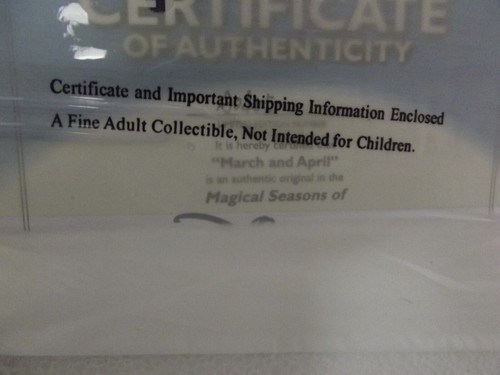 CERTIFICATE
OF AUTHENTICITY
Certificate and Important Shipping Information Enclosed
A Fine Adult Collectible, Not Intended for Children.
It is hereby certified
"March and April"
is an authentic original in the
Magical Seasons of